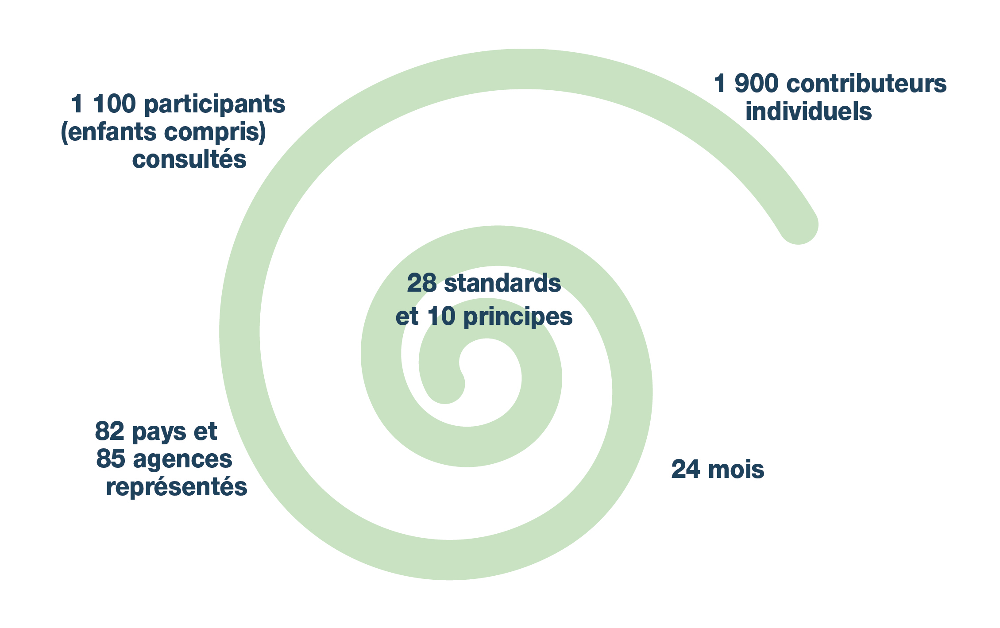 1 900 contributeurs
individuels
1 100 participants
(enfants compris)
consultés
28 standards
et 10 principes
82 pays et
85 agences
représentés
24 mois